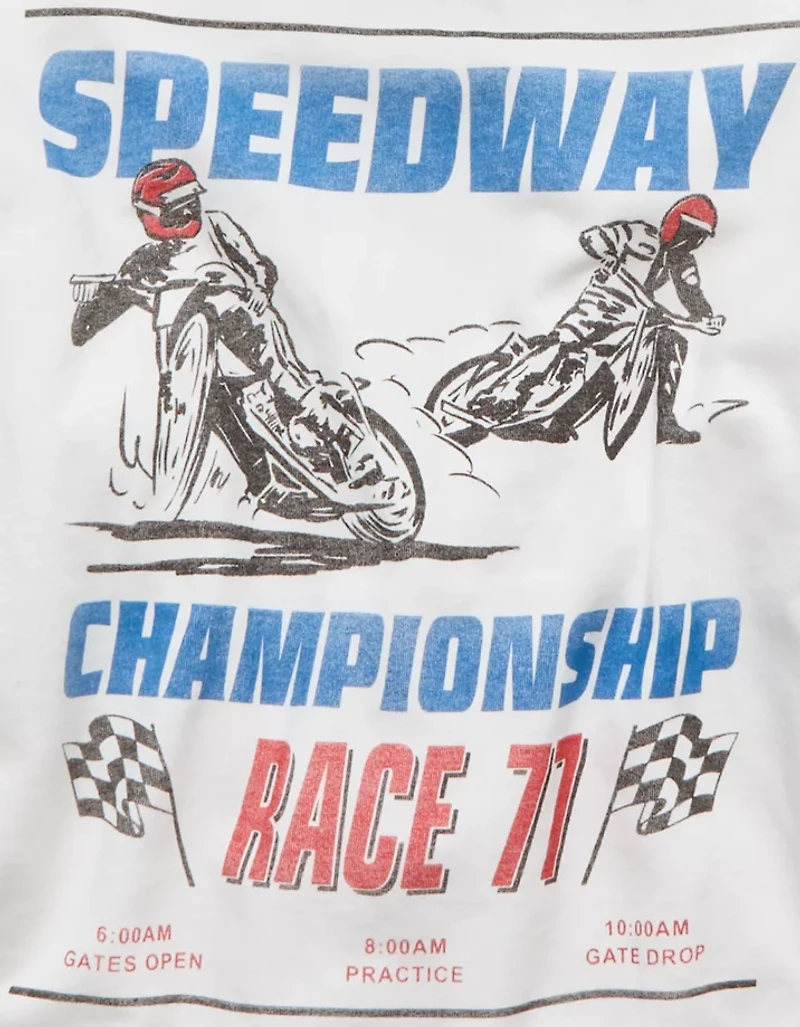 SPEEDWAY
CHAMPIONSHIP
RACE 71
6:00AM
GATES OPEN
8:00AM
PRACTICE
10:00AM
GATE DROP